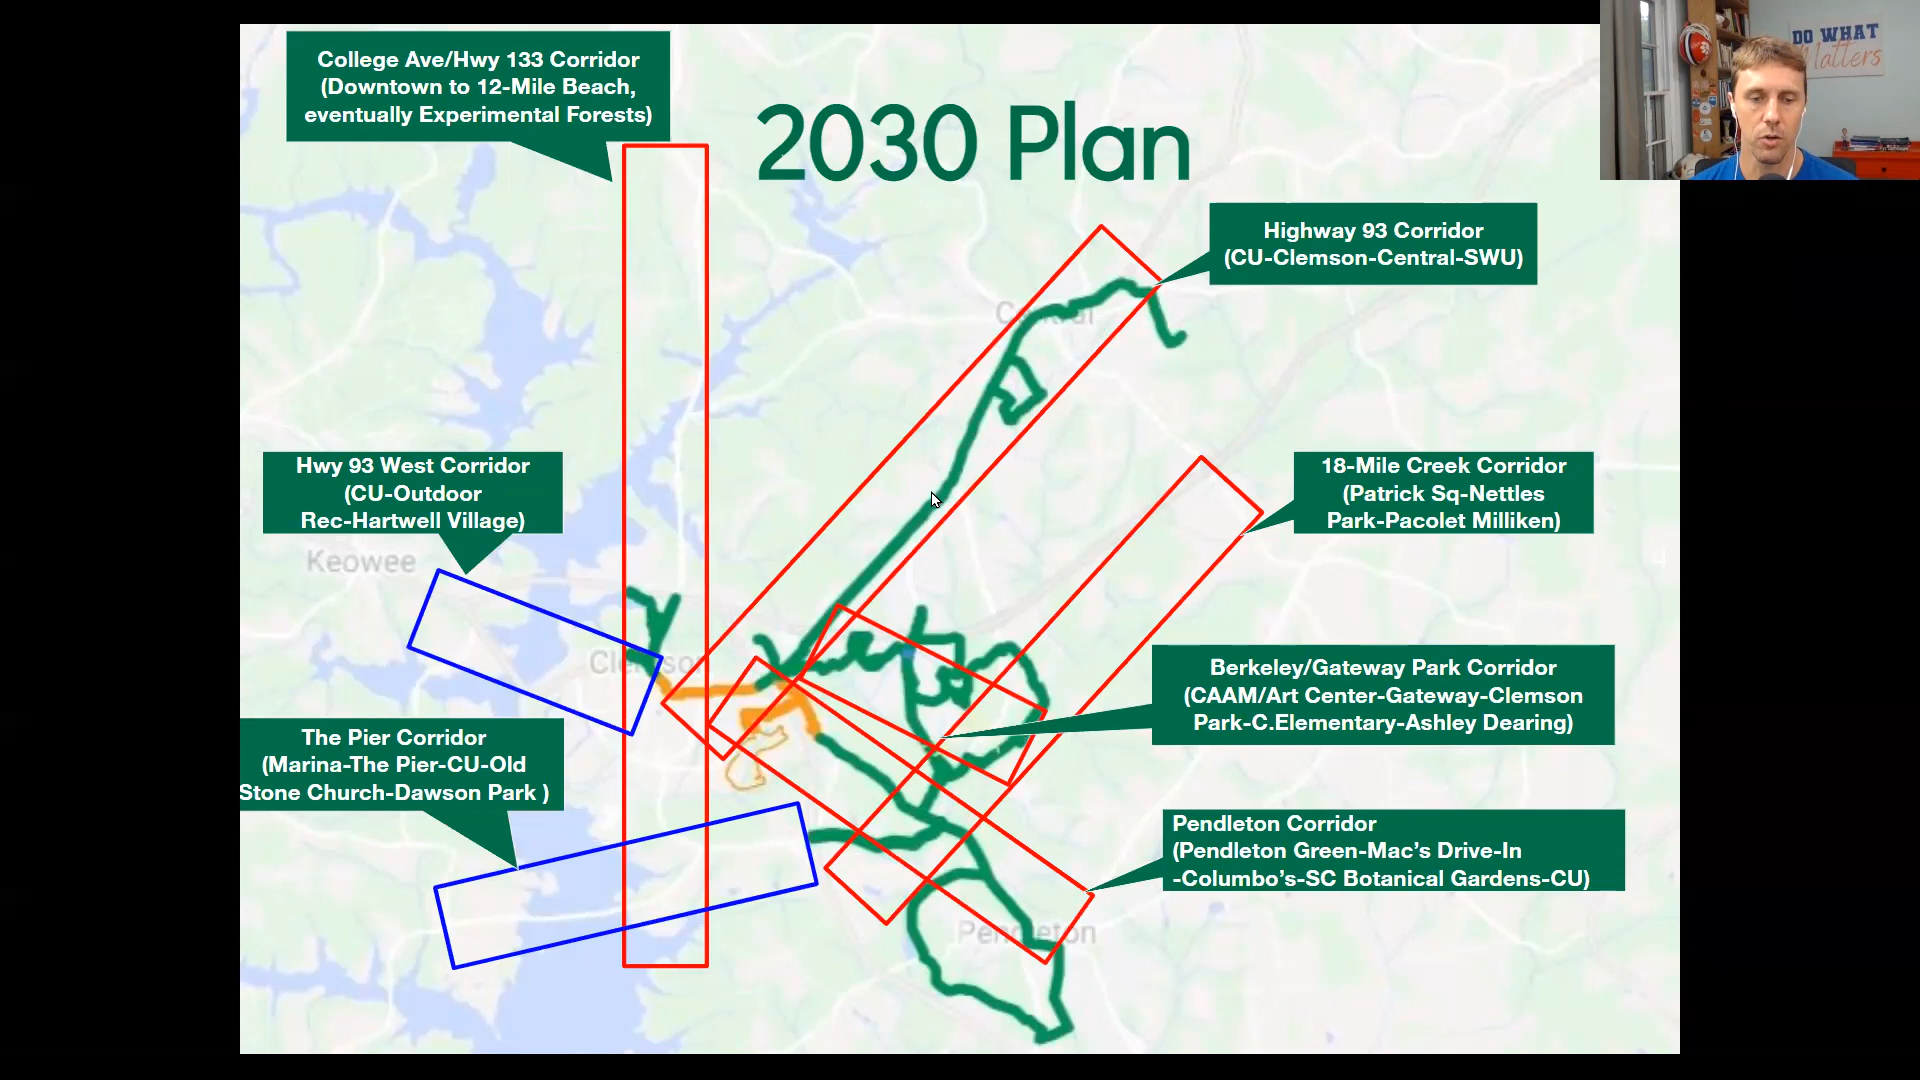 College Ave/Hwy 133 Corridor
(Downtown to 12-Mile Beach,
eventually Experimental Forests)
2030 Plan
DO WHAT
Matters
Highway 93 Corridor
(CU-Clemson-Central-SWU)
Central
Hwy 93 West Corridor
(CU-Outdoor
Rec-Hartwell Village)
18-Mile Creek Corridor
(Patrick Sq-Nettles
Park-Pacolet Milliken)
Keowee
Clemson
Berkeley/Gateway Park Corridor
(CAAM/Art Center-Gateway-Clemson
Park-C.Elementary-Ashley Dearing)
The Pier Corridor
(Marina-The Pier-CU-Old
Stone Church-Dawson Park )
Pendleton Corridor
(Pendleton Green-Mac's Drive-In
-Columbo's-SC Botanical Gardens-CU)
Pendleton